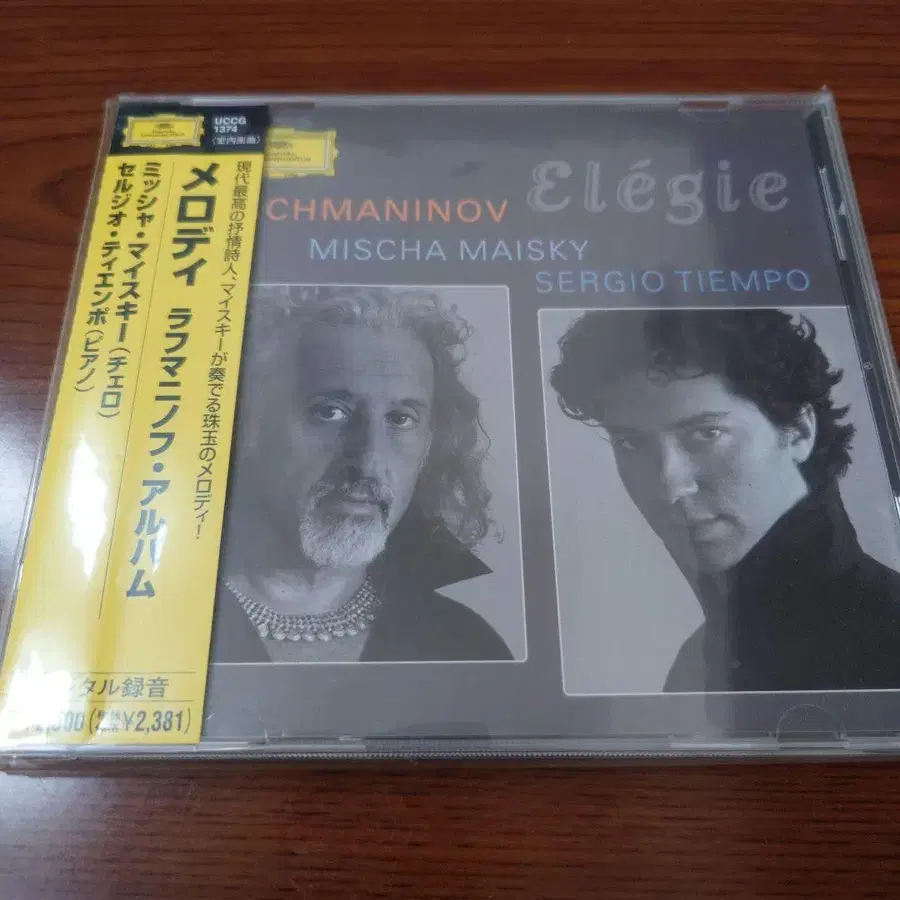 UCCG
1374
〈室内楽曲〉
メロディ ラフマニノフ・アルバム
ミッシャ・マイスキー(チェロ)
セルジオ・ティエンポ(ピアノ)
現代最高の抒情詩人、マイスキーが奏でる珠玉のメロディ!
タル録音
¥2,381)
Elégie
CHMANINOV
MISCHA MAISKY
SERGIO TIEMPO